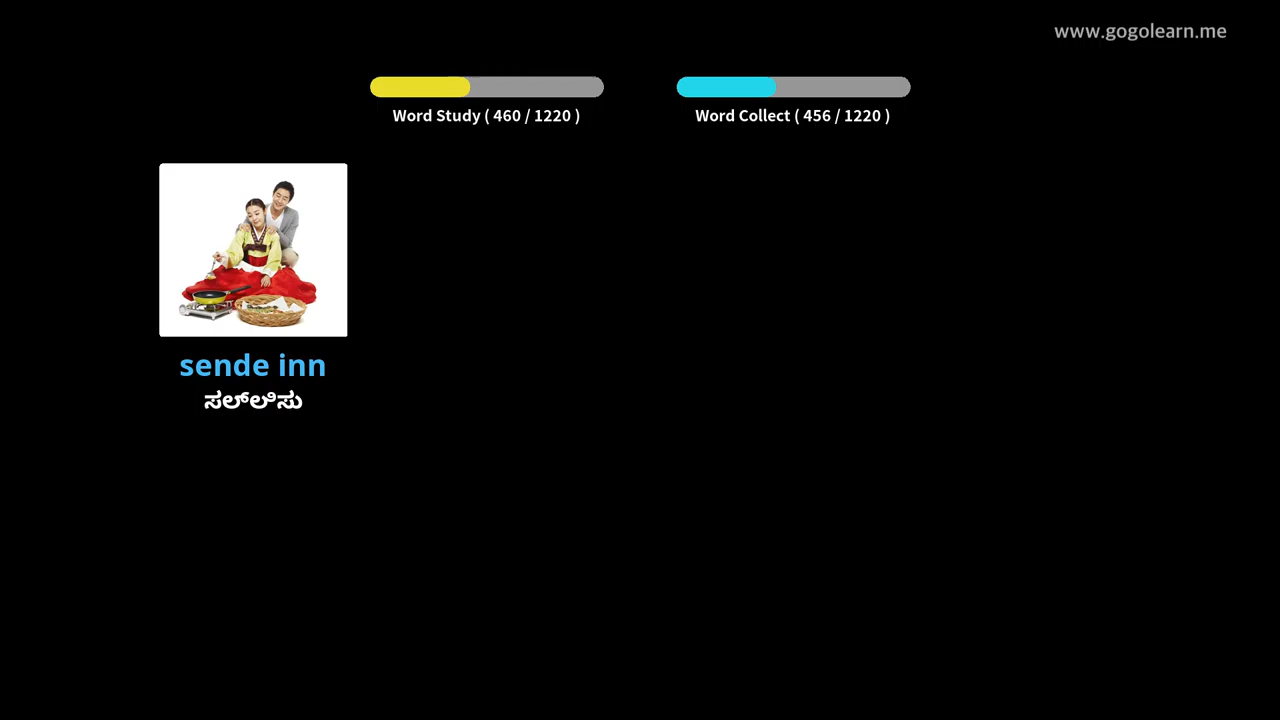 www.gogolearn.me
Word Study ( 460 / 1220 )
Word Collect ( 456 / 1220 )
sende inn
ಸಲ್ಲಿಸು